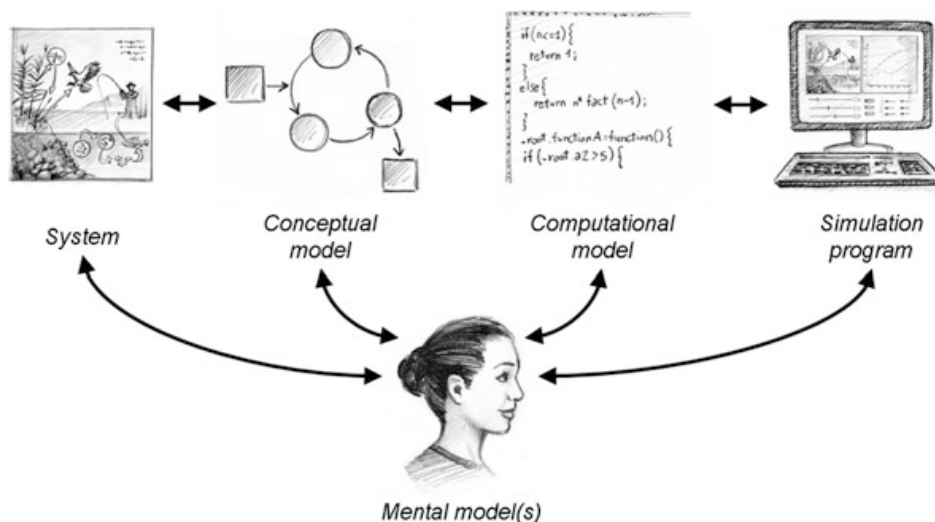 if(n<=1){
return 1;
}
else{
return n* fact(n-1);
}
_root.functionA=function(){
if(_root.a2>5){
System
Conceptual
model
Computational
model
Simulation
program
Mental model(s)